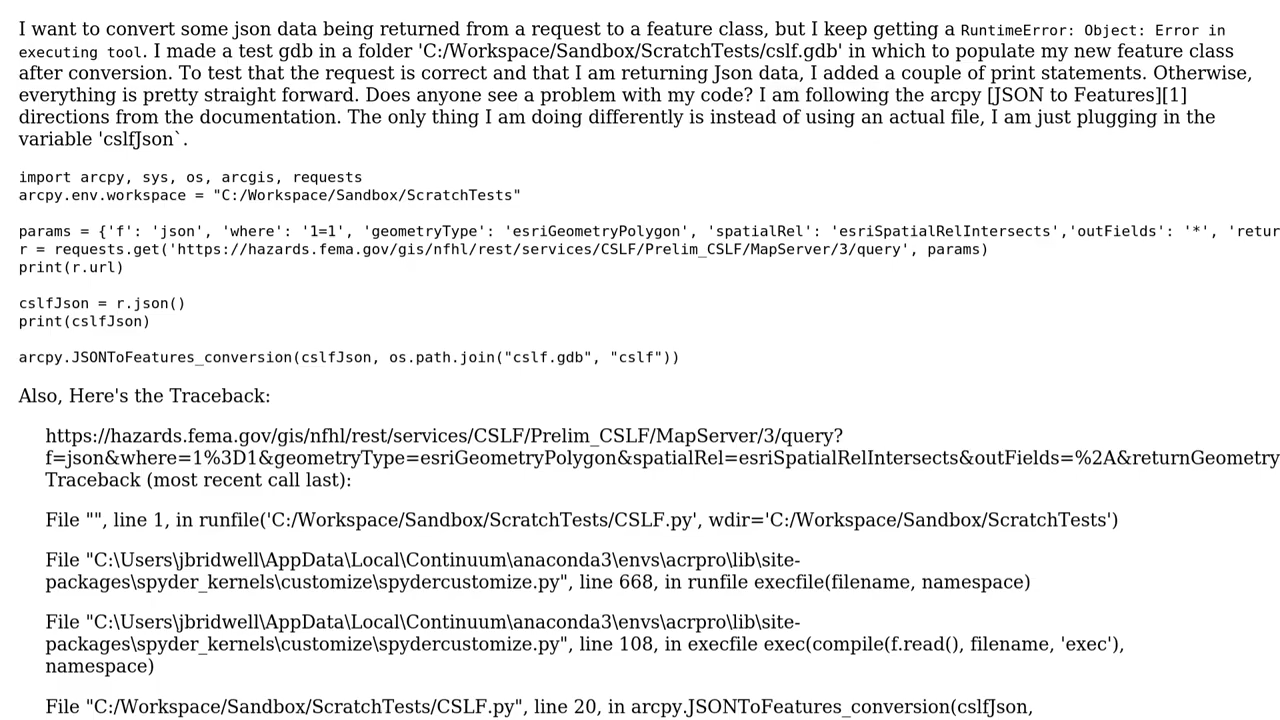 I want to convert some json data being returned from a request to a feature class, but I keep getting a RuntimeError: Object: Error in
executing tool. I made a test gdb in a folder 'C:/Workspace/Sandbox/ScratchTests/cslf.gdb' in which to populate my new feature class
after conversion. To test that the request is correct and that I am returning Json data, I added a couple of print statements. Otherwise,
everything is pretty straight forward. Does anyone see a problem with my code? I am following the arcpy [JSON to Features][1]
directions from the documentation. The only thing I am doing differently is instead of using an actual file, I am just plugging in the
variable 'cslfJson`.
import arcpy, sys, os, arcgis, requests
arcpy.env.workspace = "C:/Workspace/Sandbox/ScratchTests"
params = {'f': 'json', 'where': '1=1', 'geometryType': 'esriGeometryPolygon', 'spatialRel': 'esriSpatialRelIntersects','outFields': '*', 'retur
r = requests.get('https://hazards.fema.gov/gis/nfhl/rest/services/CSLF/Prelim_CSLF/MapServer/3/query', params)
print(r.url)
cslfJson = r.json()
print(cslfJson)
arcpy.JSONToFeatures_conversion(cslfJson, os.path.join("cslf.gdb", "cslf"))
Also, Here's the Traceback:
https://hazards.fema.gov/gis/nfhl/rest/services/CSLF/Prelim_CSLF/MapServer/3/query?
f=json&where=1%3D1&geometryType=esriGeometryPolygon&spatialRel=esriSpatialRelIntersects&outFields=%2A&returnGeometry
Traceback (most recent call last):
File "", line 1, in runfile('C:/Workspace/Sandbox/ScratchTests/CSLF.py', wdir='C:/Workspace/Sandbox/ScratchTests')
File "C:\Users\jbridwell\AppData\Local\Continuum\anaconda3\envs\acrpro\lib\site-
packages\spyder_kernels\customize\spydercustomize.py", line 668, in runfile execfile(filename, namespace)
File "C:\Users\jbridwell\AppData\Local\Continuum\anaconda3\envs\acrpro\lib\site-
packages\spyder_kernels\customize\spydercustomize.py", line 108, in execfile exec(compile(f.read(), filename, 'exec'),
namespace)
File "C:/Workspace/Sandbox/ScratchTests/CSLF.py", line 20, in arcpy.JSONToFeatures_conversion(cslfJson,